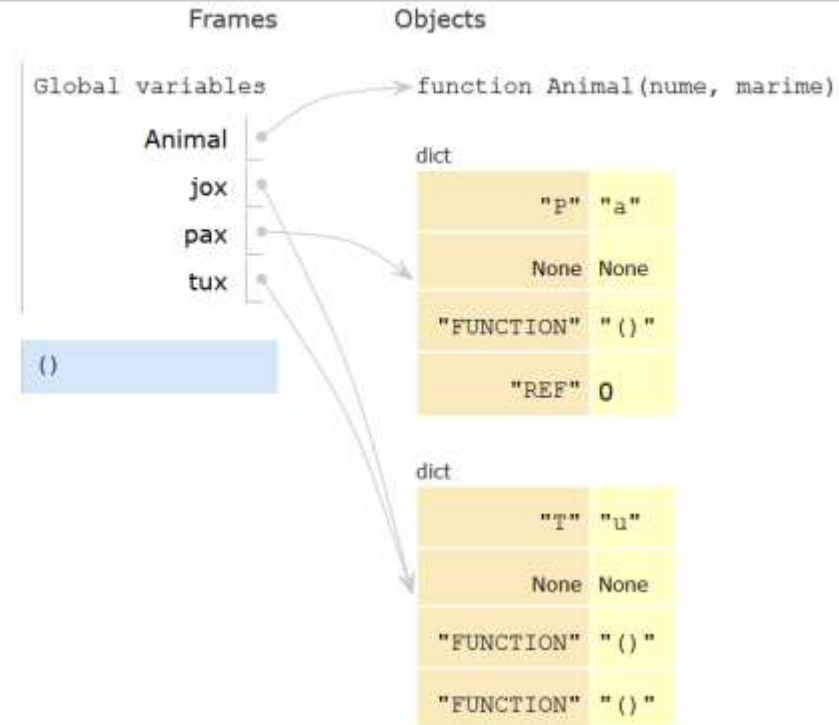 Frames Objects
Global variables function Animal(nume, marime)
Animal
jox
pax
tux
()
dict
"P" "a"
None None
"FUNCTION" "()"
"REF" 0
dict
"T" "u"
None None
"FUNCTION" "()"
"FUNCTION" "()"